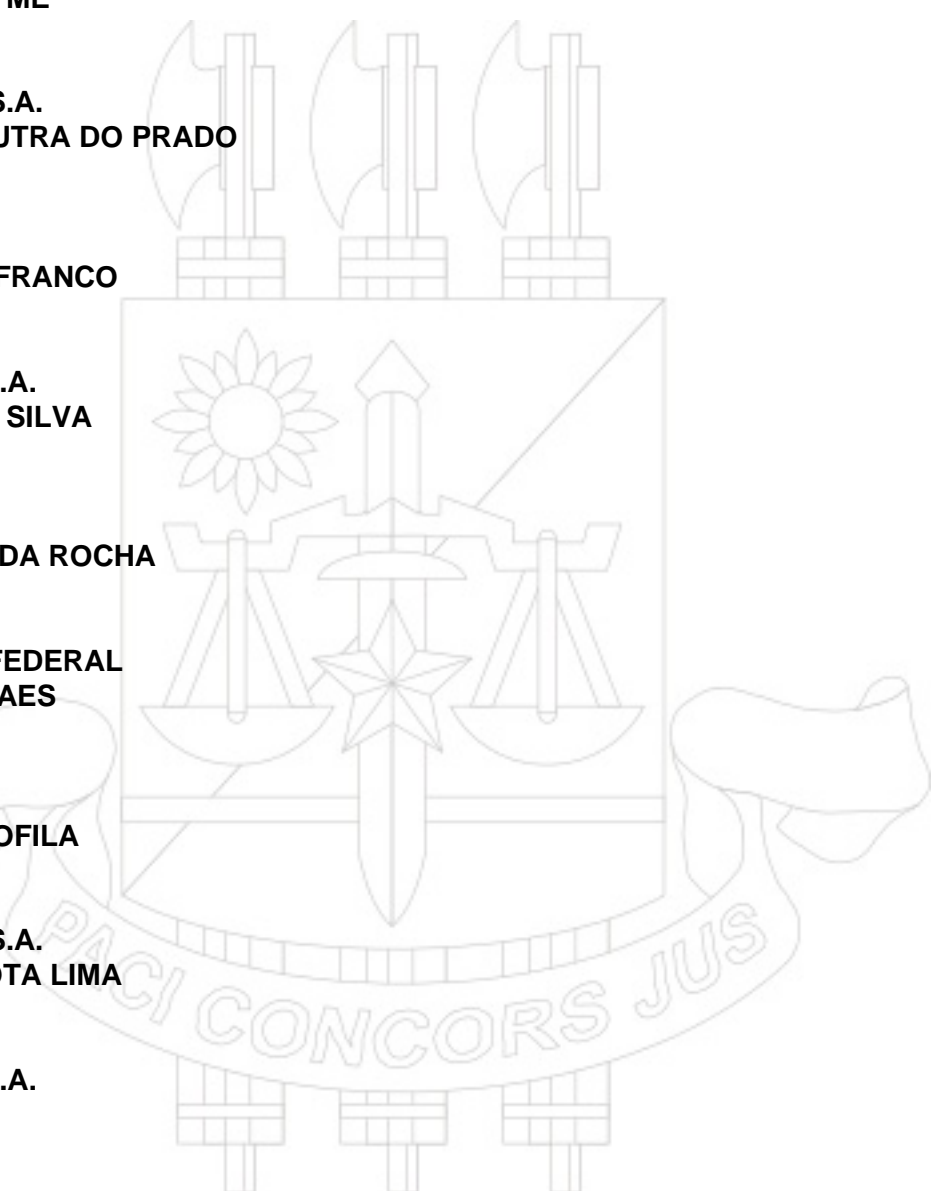 ME
S.A.
UTRA DO PRADO
FRANCO
.A.
SILVA
DA ROCHA
FEDERAL
AES
OFILA
S.A.
OTA LIMA
.A.
PACI CONCORS JUS